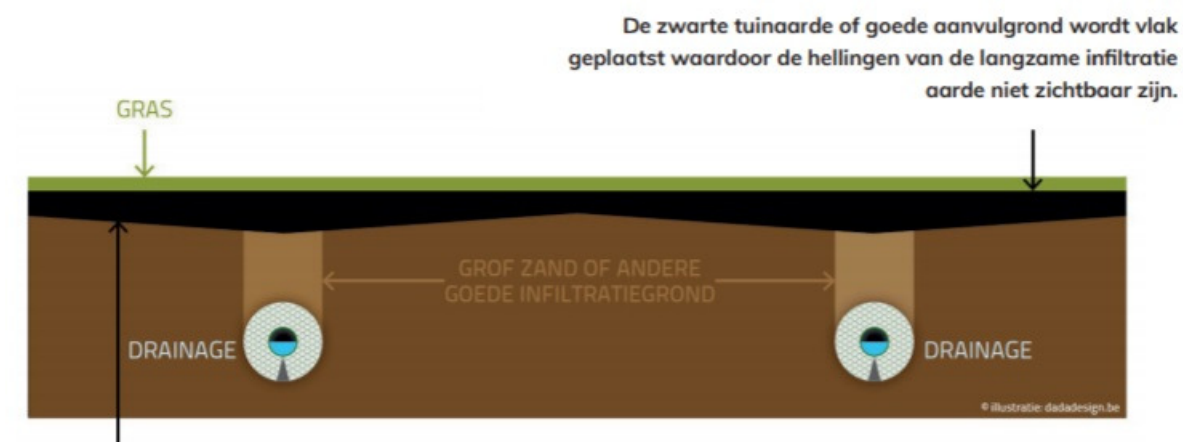 De zwarte tuinaarde of goede aanvulgrond wordt vlak
geplaatst waardoor de hellingen van de langzame infiltratie
aarde niet zichtbaar zijn.
GRAS
GROF ZAND OF ANDERE
GOEDE INFILTRATIEGROND
DRAINAGE
DRAINAGE
© illustratie: dadadesign.be